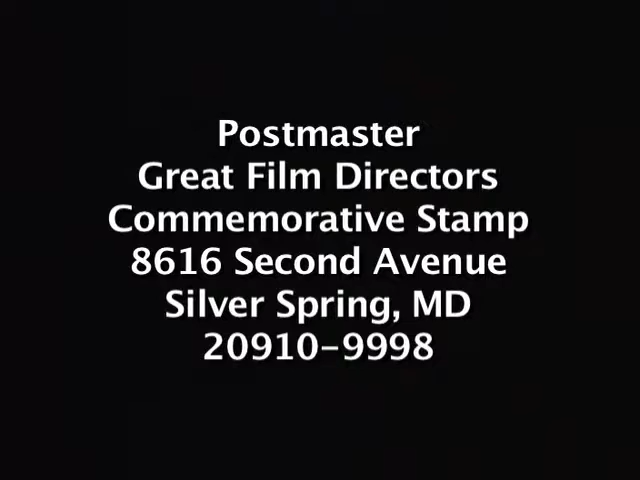 Postmaster
Great Film Directors
Commemorative Stamp
8616 Second Avenue
Silver Spring, MD
20910-9998